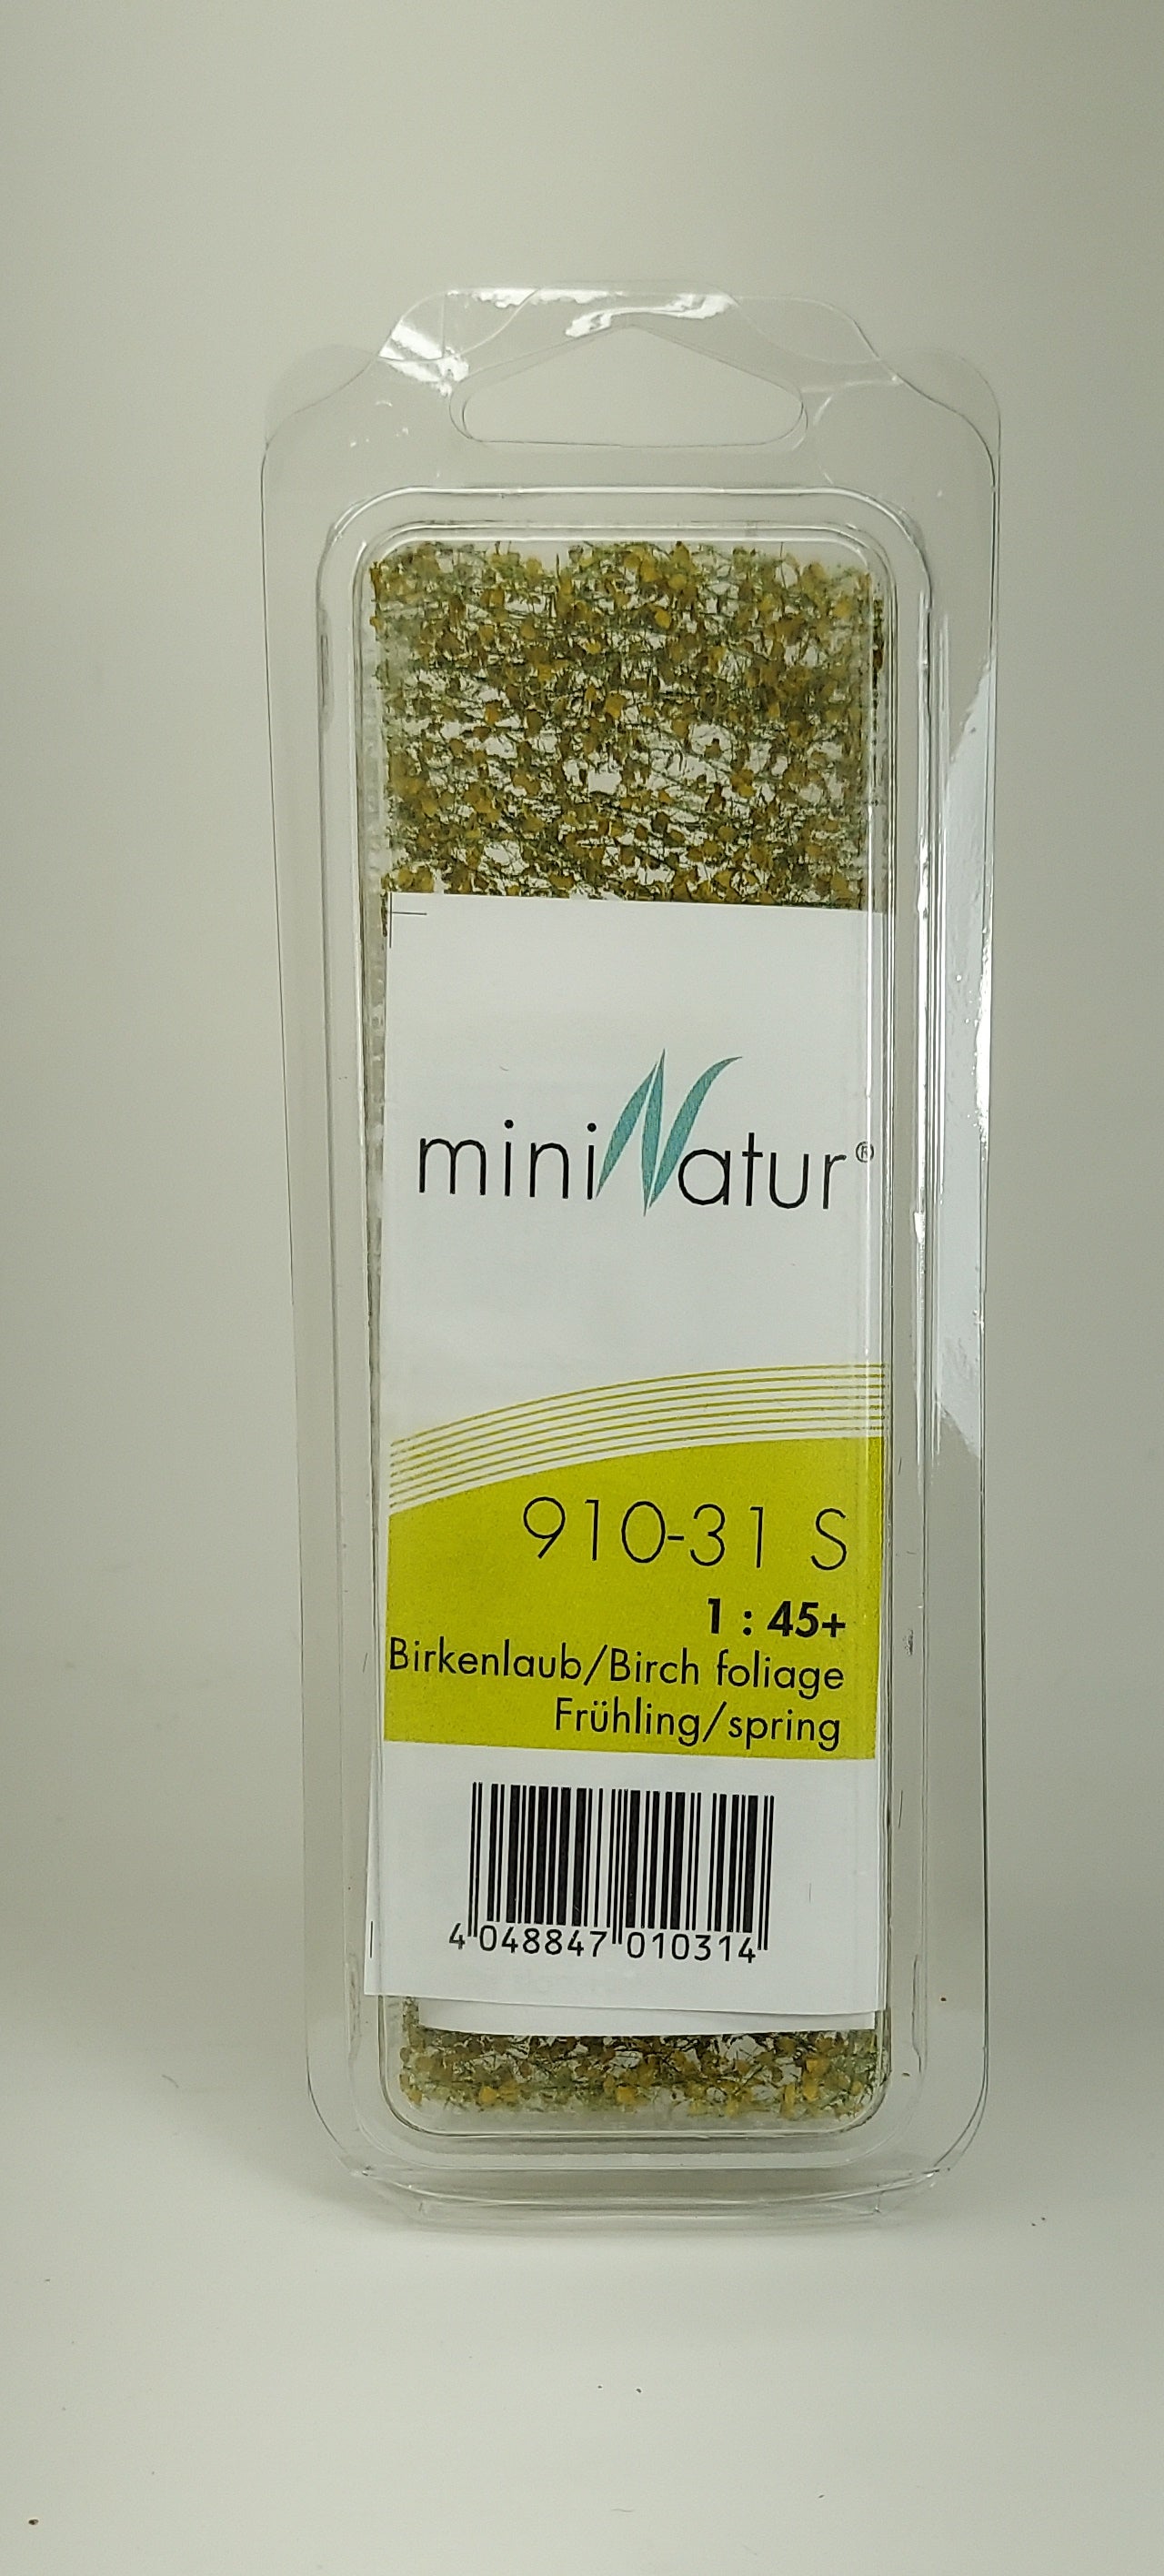 miniNatur®
910-31 S
1 : 45+
Birkenlaub/Birch foliage
Frühling/spring
4 048847 010314